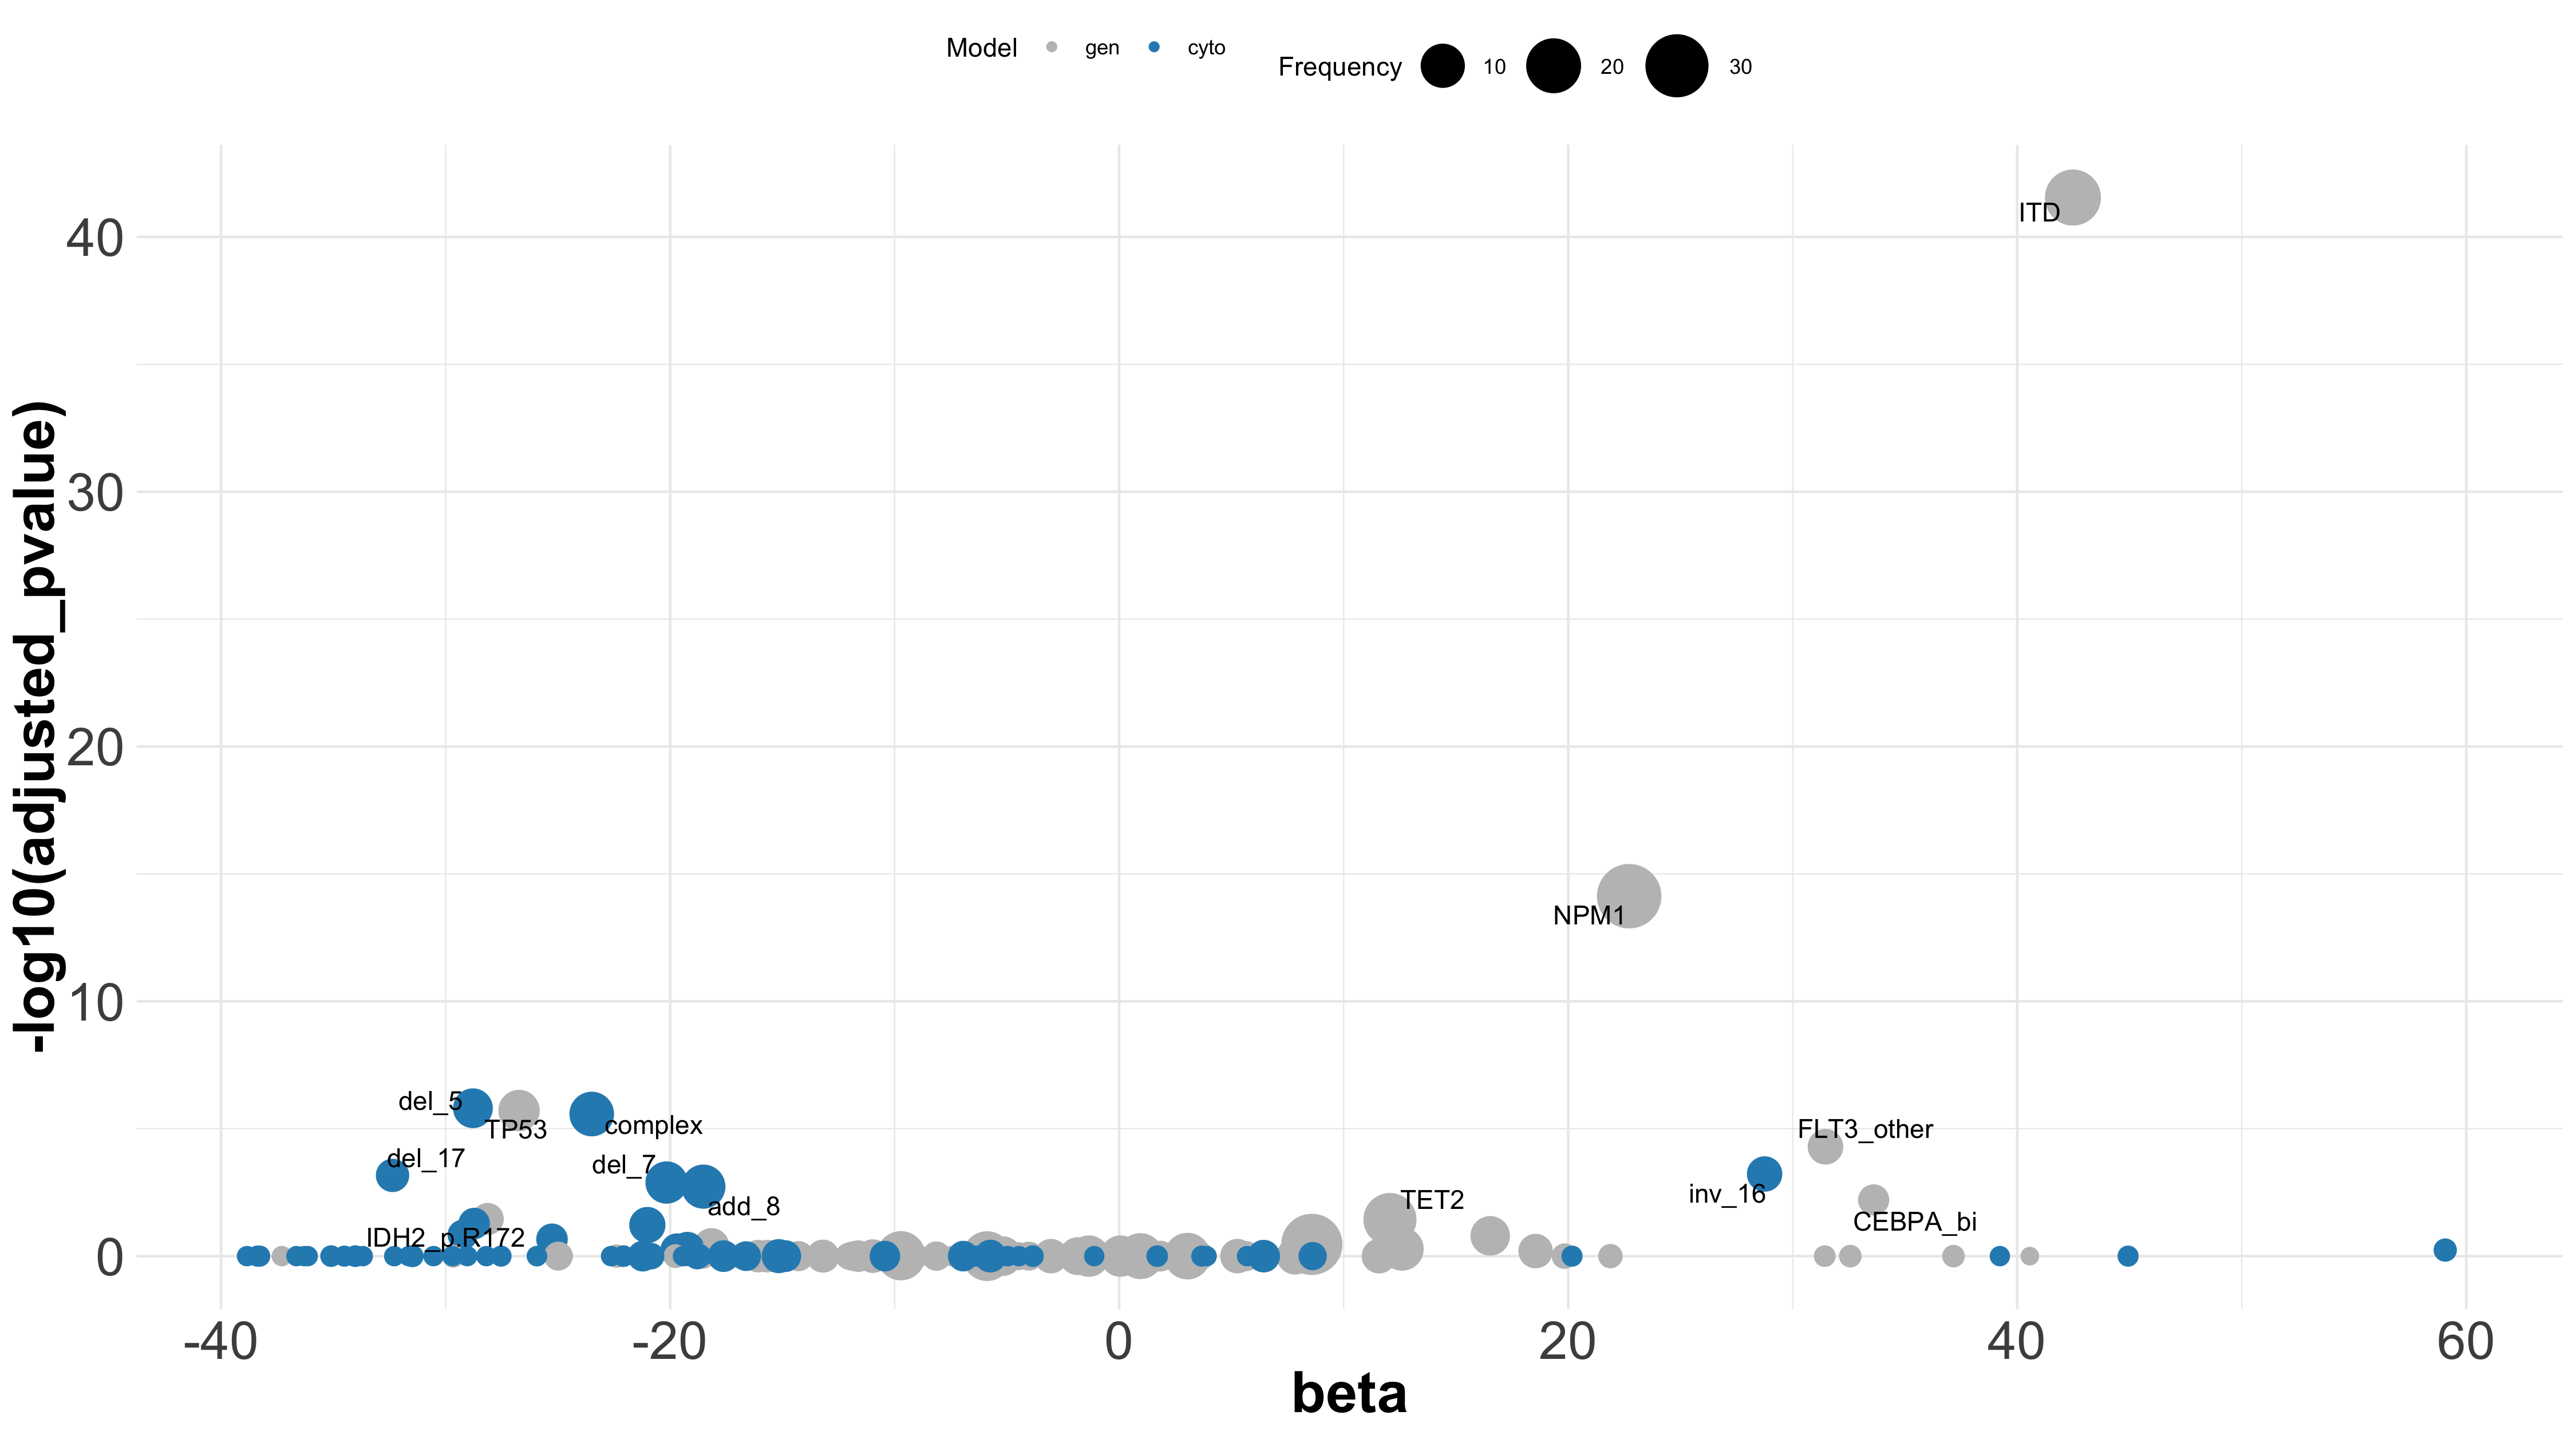 Model gen cyto Frequency 10 20 30
-log10(adjusted_pvalue)
40
30
20
10
0
ITD
NPM1
del_5
TP53
complex
FLT3_other
del_17
del_7
inv_16
add_8
TET2
CEBPA_bi
IDH2_p.R172
-40 -20 0 20 40 60
beta